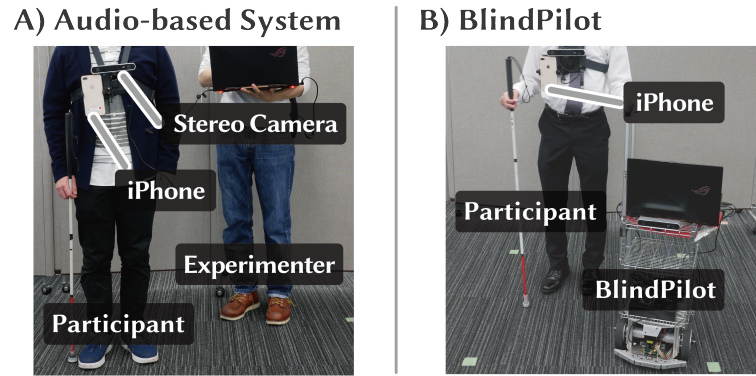 A) Audio-based System
Stereo Camera
iPhone
Experimenter
Participant
B) BlindPilot
iPhone
Participant
BlindPilot